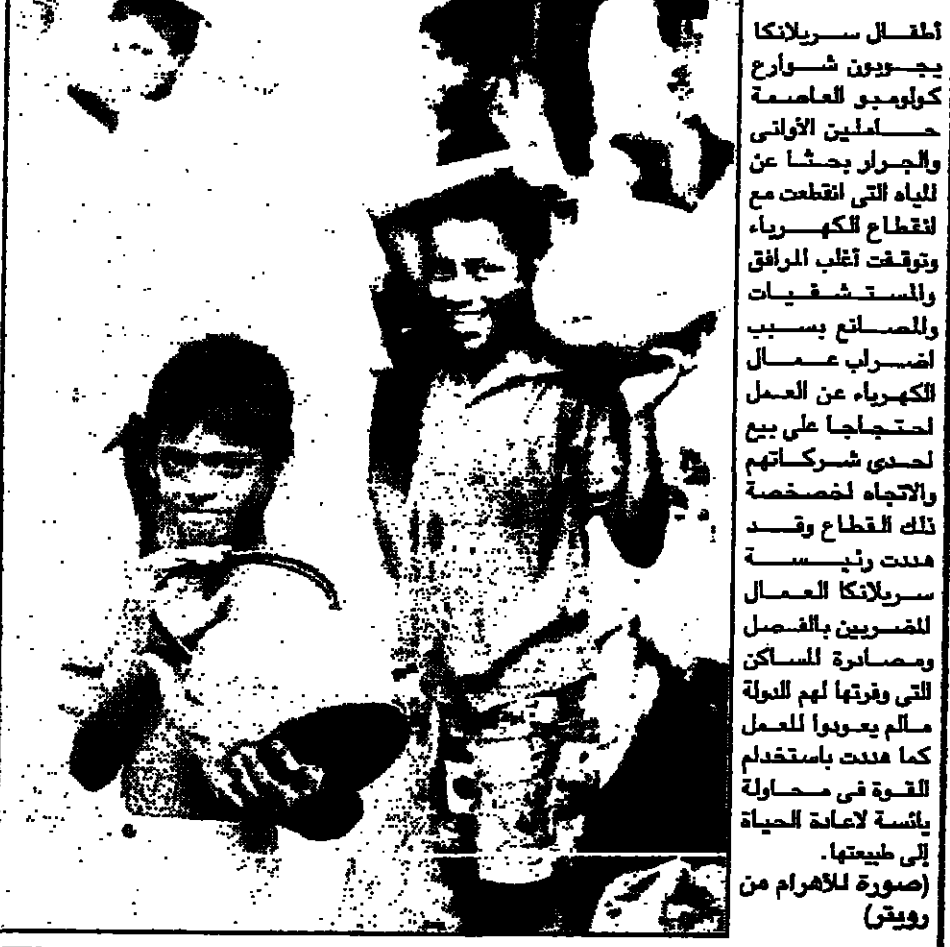 أطفال سريلانكا
يجوبون شوارع
كولومبو العاصمة
حاملين الأوانى
والجرار بحثا عن
المياه التى انقطعت مع
انقطاع الكهرباء
وتوقفت أغلب المرافق
والمستشفيات
والمصانع بسبب
اضراب عمال
الكهرباء عن العمل
احتجاجا على بيع
احدى شركاتهم
والاتجاه لخصخصة
ذلك القطاع وقد
هددت رئيسة
سريلانكا العمال
المضربين بالفصل
ومصادرة المساكن
التى وفرتها لهم الدولة
مالم يعودوا للعمل
كما هددت باستخدام
القوة فى محاولة
يائسة لاعادة الحياة
إلى طبيعتها.
(صورة للأهرام من
رويتر)